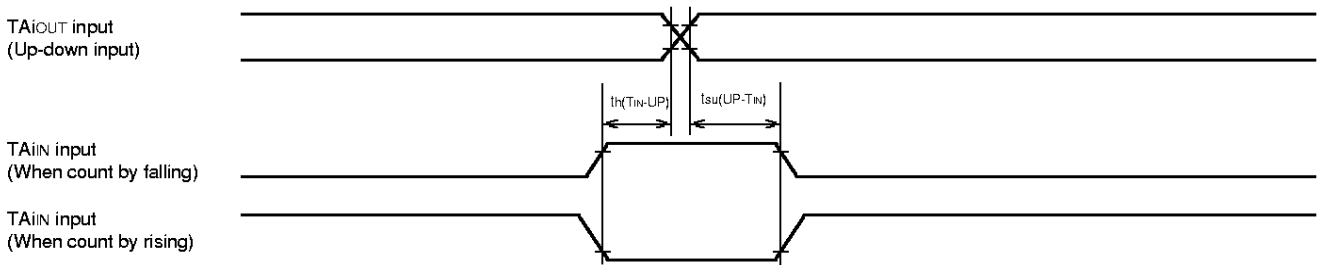 TAiOUT input
(Up-down input)
th(TIN-UP) tsu(UP-TIN)
TAiIN input
(When count by falling)
TAiIN input
(When count by rising)